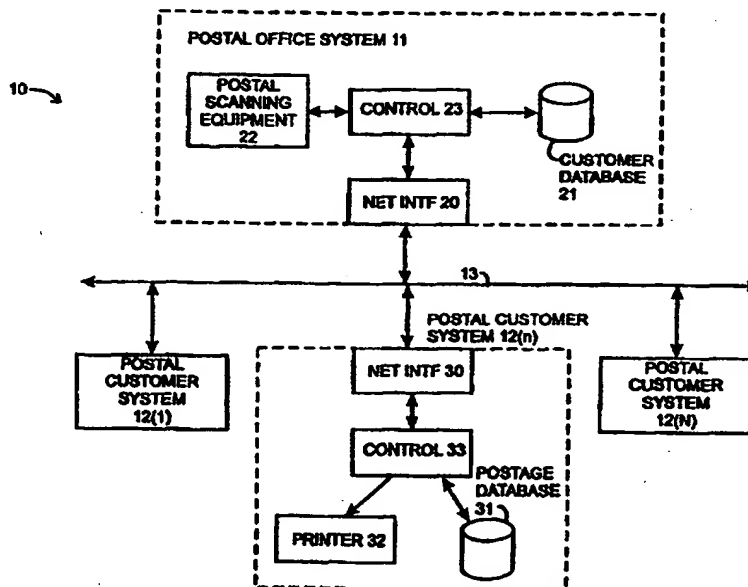 POSTAL OFFICE SYSTEM 11
10
POSTAL
SCANNING
EQUIPMENT
22
CONTROL 23
CUSTOMER
DATABASE
21
NET INTF 20
13
POSTAL CUSTOMER
SYSTEM 12(n)
POSTAL
CUSTOMER
SYSTEM
12(1)
NET INTF 30
POSTAL
CUSTOMER
SYSTEM
12(N)
CONTROL 33
POSTAGE
DATABASE
31
PRINTER 32